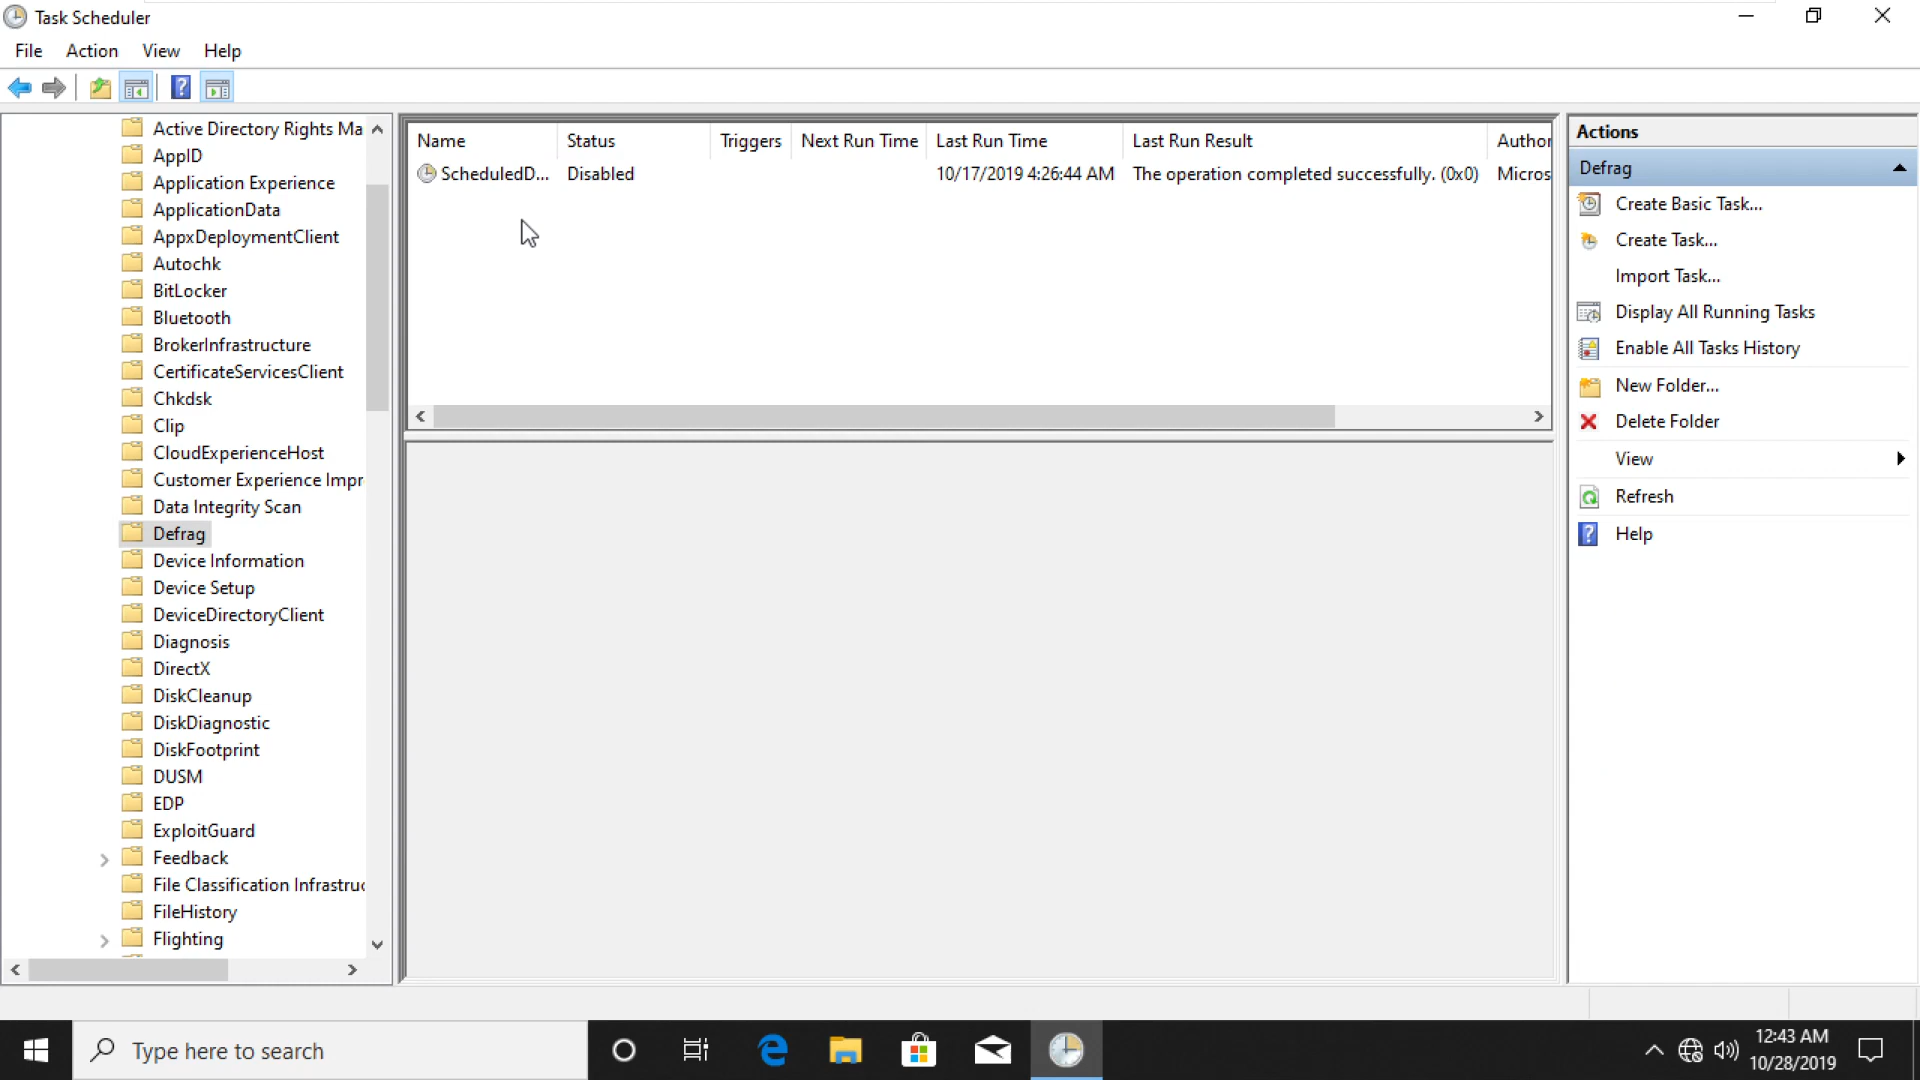 Task Scheduler
File Action View Help
Active Directory Rights Ma
AppID
Application Experience
ApplicationData
AppxDeploymentClient
Autochk
BitLocker
Bluetooth
BrokerInfrastructure
CertificateServicesClient
Chkdsk
Clip
CloudExperienceHost
Customer Experience Impr
Data Integrity Scan
Defrag
Device Information
Device Setup
DeviceDirectoryClient
Diagnosis
DirectX
DiskCleanup
DiskDiagnostic
DiskFootprint
DUSM
EDP
ExploitGuard
Feedback
File Classification Infrastruc
FileHistory
Flighting
Name Status Triggers Next Run Time Last Run Time Last Run Result Author
ScheduledD... Disabled 10/17/2019 4:26:44 AM The operation completed successfully. (0x0) Micros
Actions
Defrag
Create Basic Task...
Create Task...
Import Task...
Display All Running Tasks
Enable All Tasks History
New Folder...
Delete Folder
View
Refresh
Help
Type here to search
12:43 AM
10/28/2019